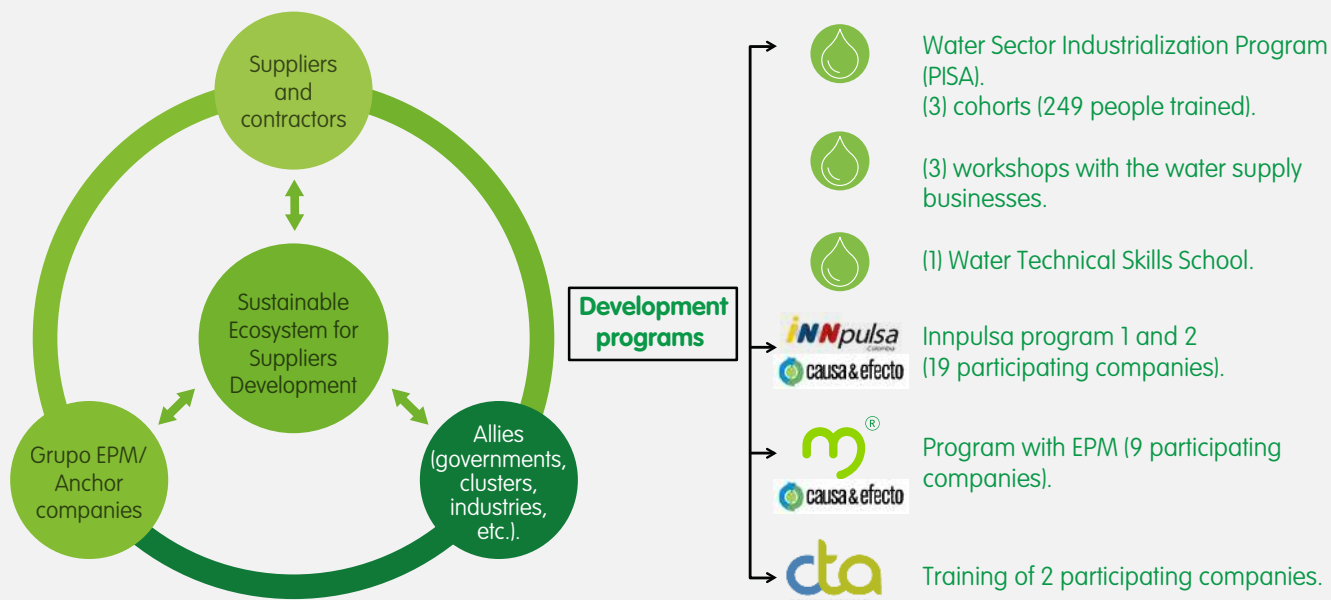 Suppliers
and
contractors
Sustainable
Ecosystem for
Suppliers
Development
Grupo EPM/
Anchor
companies
Allies
(governments,
clusters,
industries,
etc.).
Development
programs
Water Sector Industrialization Program
(PISA).
(3) cohorts (249 people trained).
(3) workshops with the water supply
businesses.
(1) Water Technical Skills School.
iNNpulsa
Colombia
causa & efecto
Innpulsa program 1 and 2
(19 participating companies).
m®
causa & efecto
Program with EPM (9 participating
companies).
cta
Training of 2 participating companies.